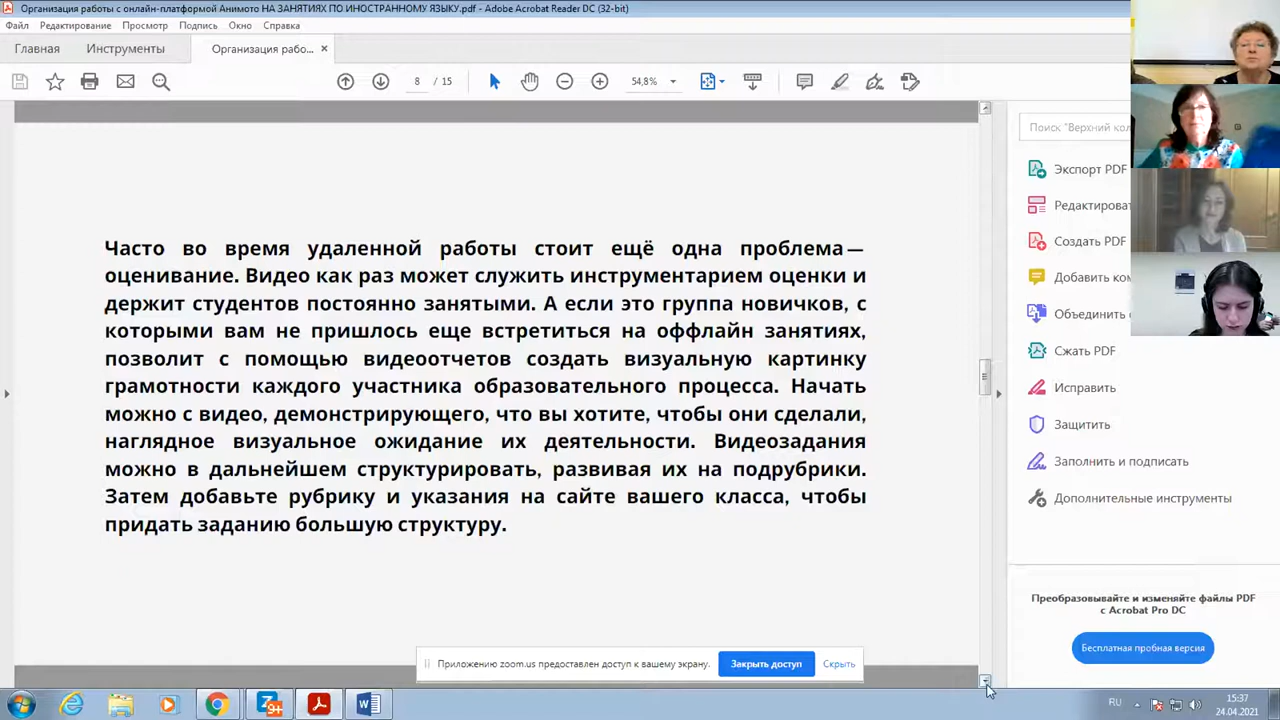 Организация работы с онлайн-платформой Анимото НА ЗАНЯТИЯХ ПО ИНОСТРАННОМУ ЯЗЫКУ.pdf - Adobe Acrobat Reader DC (32-bit)
Файл Редактирование Просмотр Подпись Окно Справка
Главная Инструменты Организация рабо... ×
8 / 15 54,8%
Поиск "Верхний кол
Экспорт PDF
Редактироват
Создать PDF
Добавить ком
Объединить
Сжать PDF
Исправить
Защитить
Заполнить и подписать
Дополнительные инструменты
Часто во время удаленной работы стоит ещё одна проблема—
оценивание. Видео как раз может служить инструментарием оценки и
держит студентов постоянно занятыми. А если это группа новичков, с
которыми вам не пришлось еще встретиться на оффлайн занятиях,
позволит с помощью видеоотчетов создать визуальную картинку
грамотности каждого участника образовательного процесса. Начать
можно с видео, демонстрирующего, что вы хотите, чтобы они сделали,
наглядное визуальное ожидание их деятельности. Видеозадания
можно в дальнейшем структурировать, развивая их на подрубрики.
Затем добавьте рубрику и указания на сайте вашего класса, чтобы
придать заданию большую структуру.
Преобразовывайте и изменяйте файлы PDF
с Acrobat Pro DC
Бесплатная пробная версия
Приложению zoom.us предоставлен доступ к вашему экрану. Закрыть доступ Скрыть
RU 15:37
24.04.2021